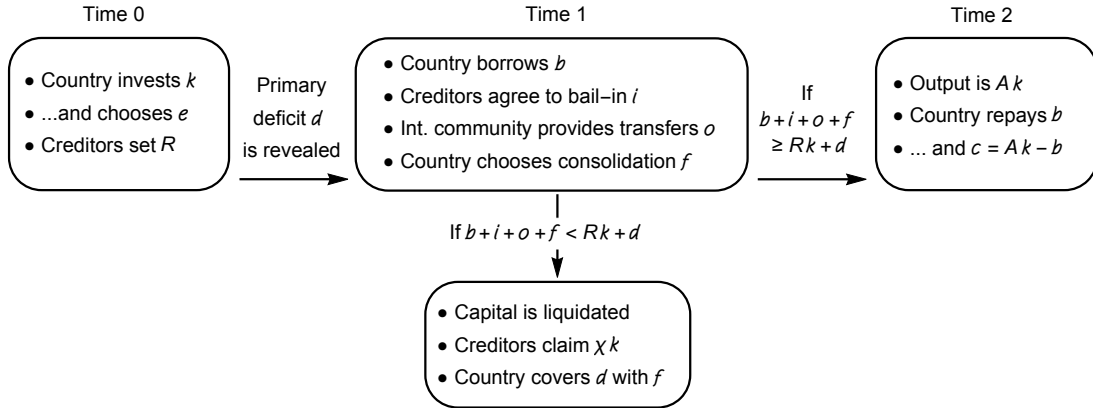 Time 0
Time 1
Time 2
• Country invests k
• ...and chooses e
• Creditors set R
Primary
deficit d
is revealed
• Country borrows b
• Creditors agree to bail−in i
• Int. community provides transfers o
• Country chooses consolidation f
If
b+i+o+f
≥ Rk+d
• Output is Ak
• Country repays b
• ... and c = Ak−b
If b+i+o+f < Rk+d
• Capital is liquidated
• Creditors claim χk
• Country covers d with f